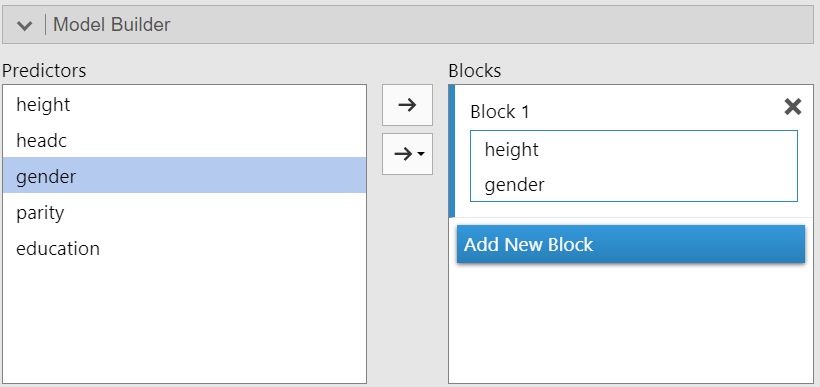 Model Builder
Predictors
height
headc
gender
parity
education
Blocks
Block 1
height
gender
Add New Block